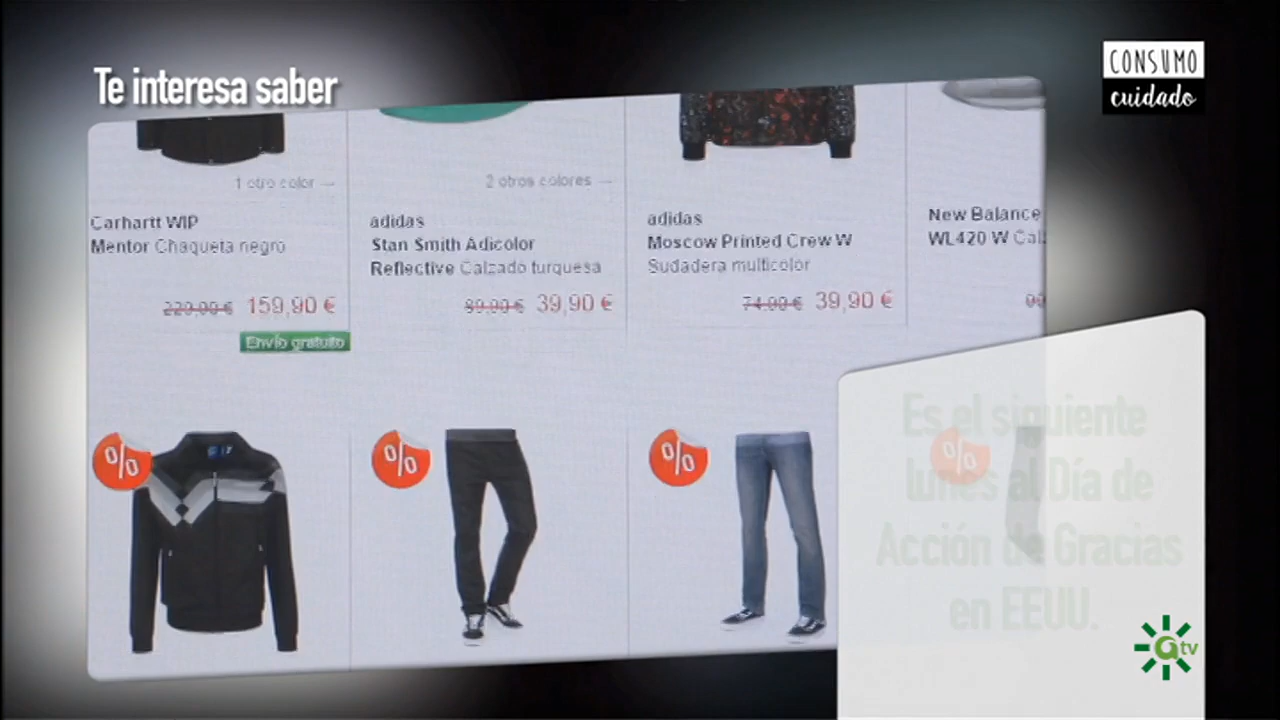 Te interesa saber
CONSUMO
cuidado
1 otro color
2 otros colores
Carhartt WIP
Mentor Chaqueta negro
229,90 € 159,90 €
Envío gratuito
adidas
Stan Smith Adicolor
Reflective Calzado turquesa
89,90 € 39,90 €
adidas
Moscow Printed Crew W
Sudadera multicolor
74,90 € 39,90 €
New Balance
WL420 W
%
%
%
%
Es el siguiente
lunes al Día de
Acción de Gracias
en EEUU.
tv